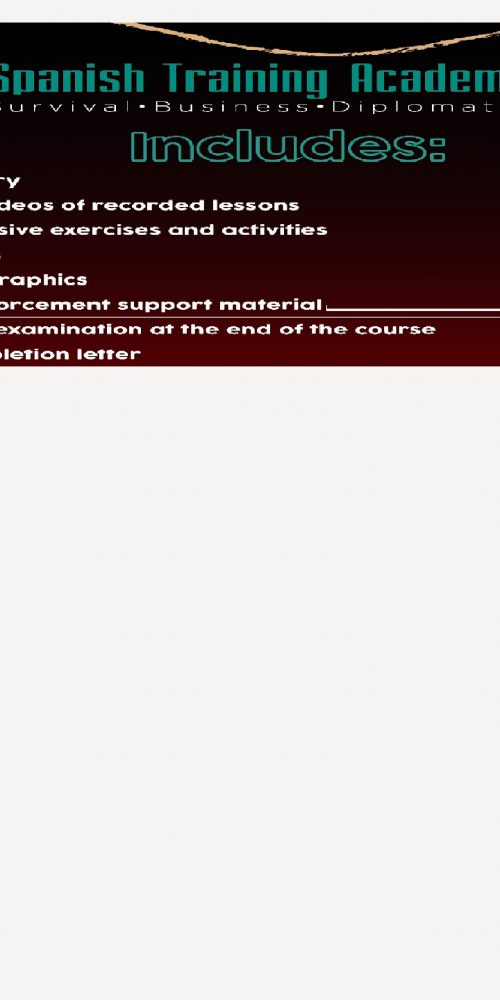 Spanish Training Academ
Survival•Business•Diplomat
Includes:
ry
deos of recorded lessons
sive exercises and activities
s
raphics
orcement support material
examination at the end of the course
pletion letter